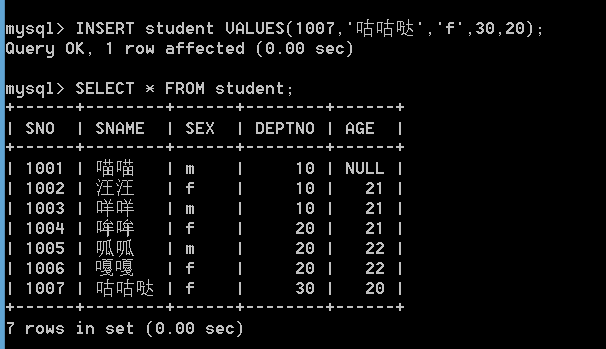 mysql> INSERT student VALUES(1007,'咕咕哒','f',30,20);
Query OK, 1 row affected (0.00 sec)
mysql> SELECT * FROM student;
+------+--------+------+--------+------+
| SNO | SNAME | SEX | DEPTNO | AGE |
+------+--------+------+--------+------+
| 1001 | 喵喵 | m | 10 | NULL |
| 1002 | 汪汪 | f | 10 | 21 |
| 1003 | 咩咩 | m | 10 | 21 |
| 1004 | 哞哞 | f | 20 | 21 |
| 1005 | 呱呱 | m | 20 | 22 |
| 1006 | 嘎嘎 | f | 20 | 22 |
| 1007 | 咕咕哒 | f | 30 | 20 |
+------+--------+------+--------+------+
7 rows in set (0.00 sec)